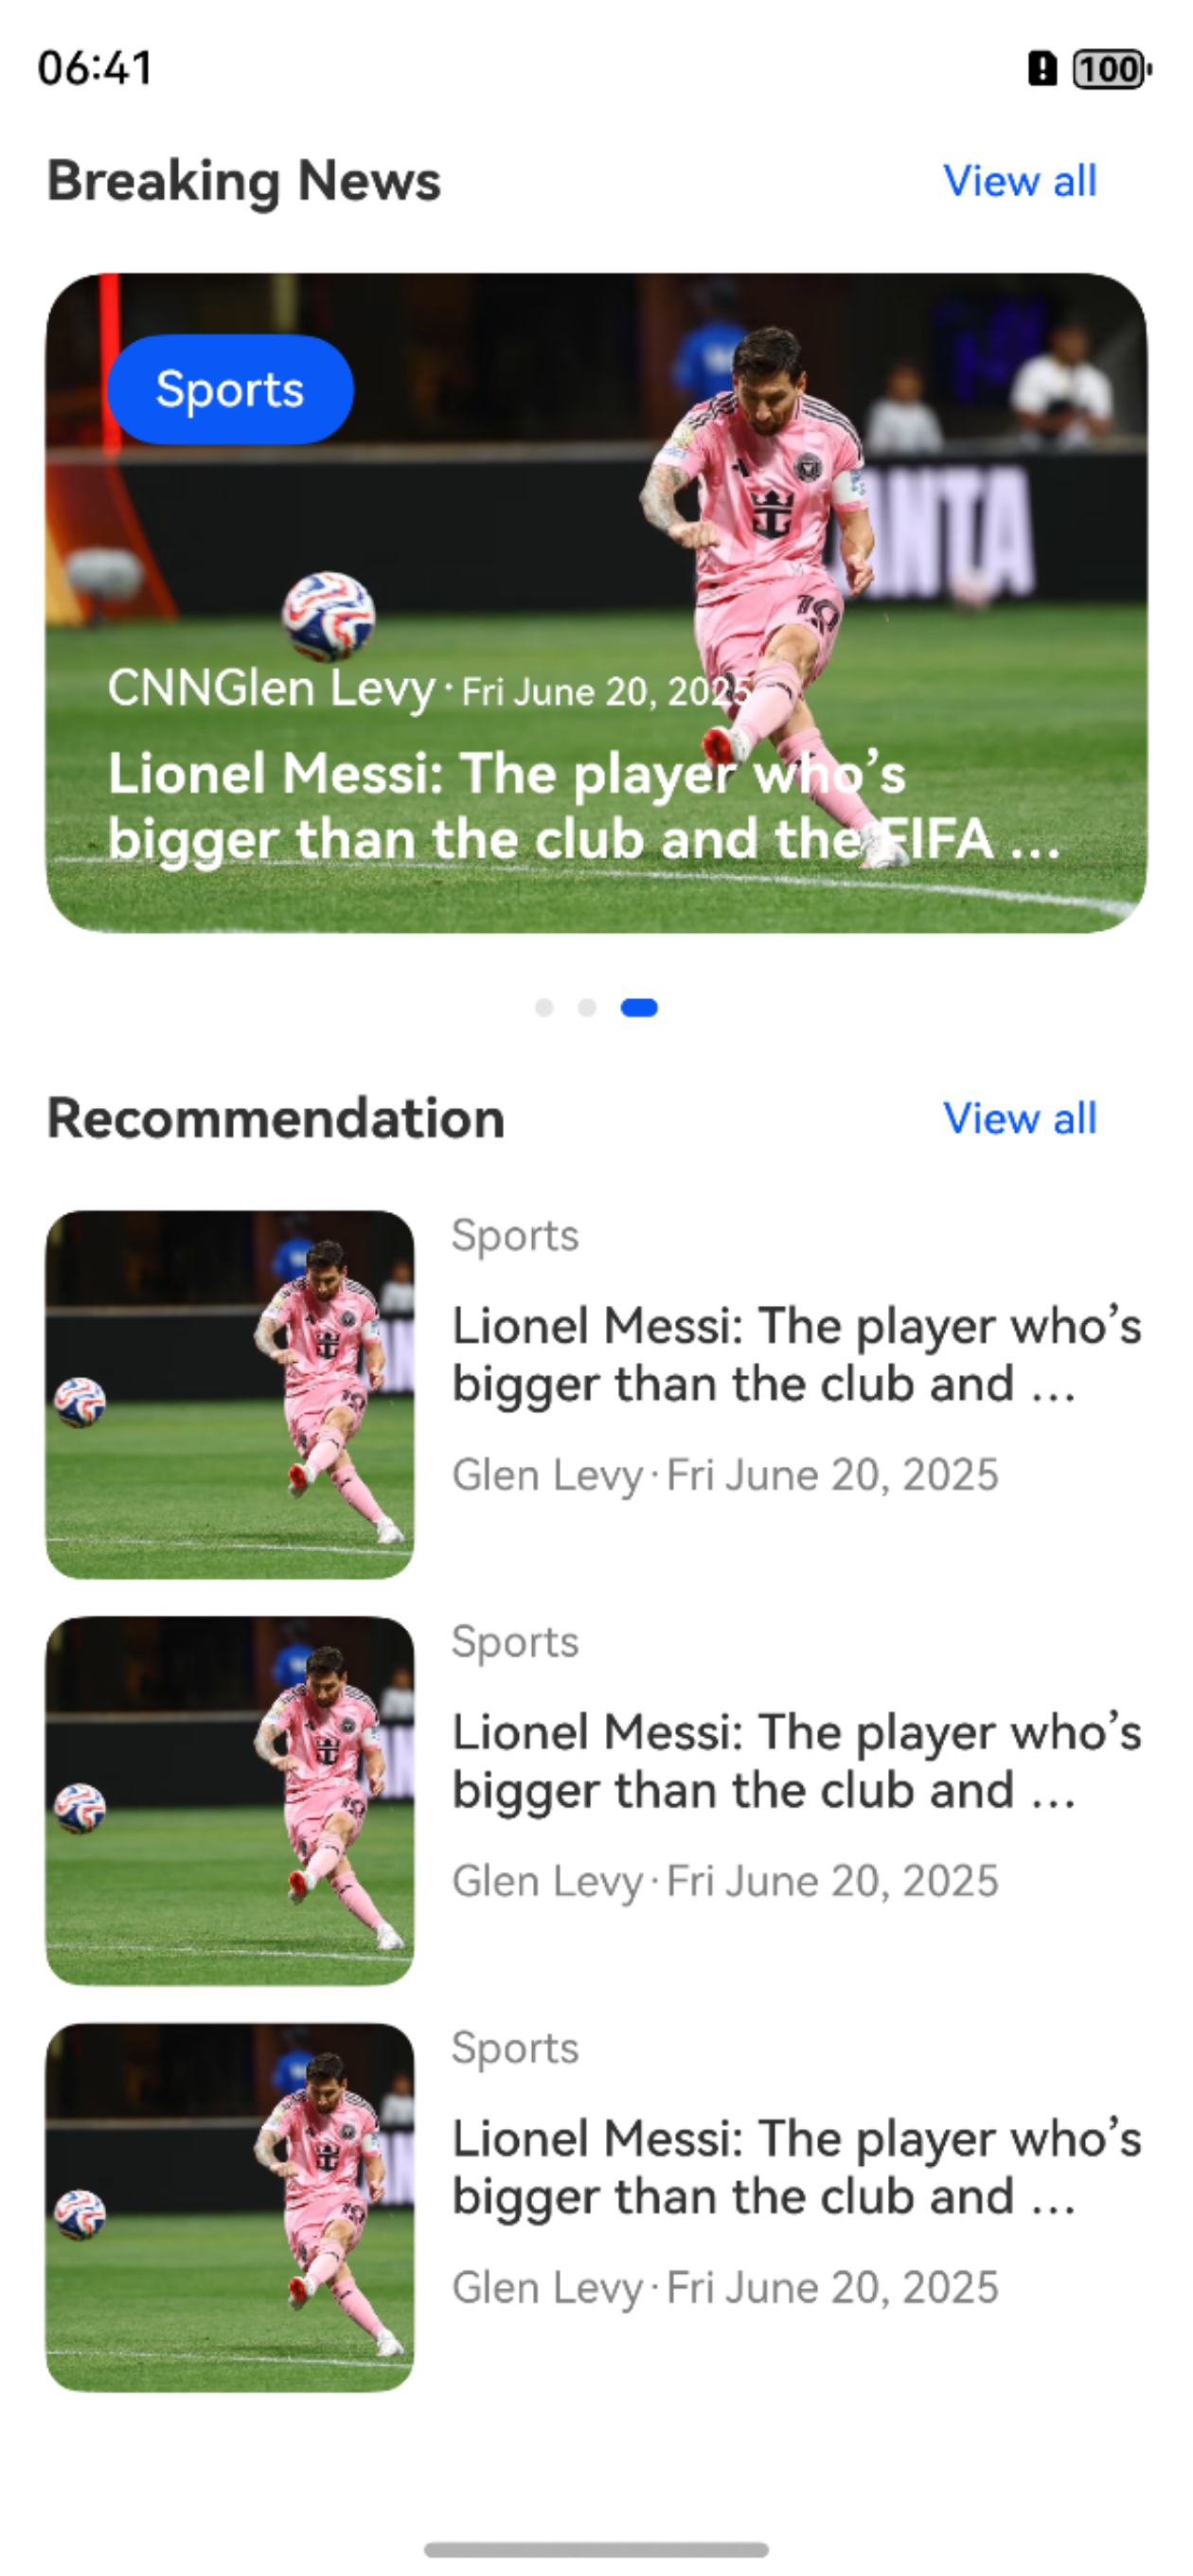 06:41
100
Breaking News
View all
Sports
ANTA
10
CNNGlen Levy · Fri June 20, 2025
Lionel Messi: The player who’s
bigger than the club and the FIFA ...
Recommendation
View all
Sports
Lionel Messi: The player who’s
bigger than the club and ...
Glen Levy · Fri June 20, 2025
Sports
Lionel Messi: The player who’s
bigger than the club and ...
Glen Levy · Fri June 20, 2025
Sports
Lionel Messi: The player who’s
bigger than the club and ...
Glen Levy · Fri June 20, 2025